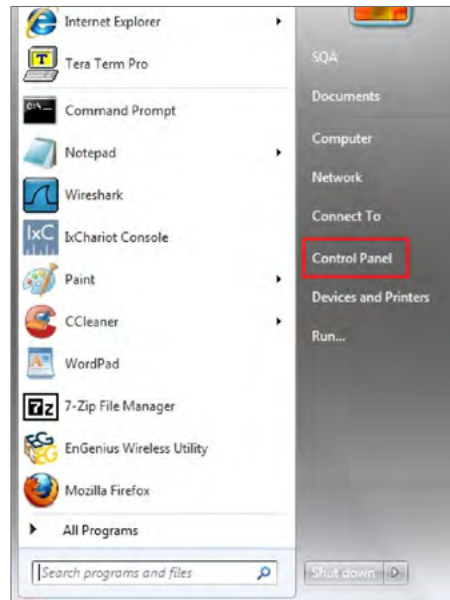 Internet Explorer
Tera Term Pro
Command Prompt
Notepad
Wireshark
IxChariot Console
Paint
CCleaner
WordPad
7-Zip File Manager
EnGenius Wireless Utility
Mozilla Firefox
All Programs
Search programs and files
SQA
Documents
Computer
Network
Connect To
Control Panel
Devices and Printers
Run...
Shut down